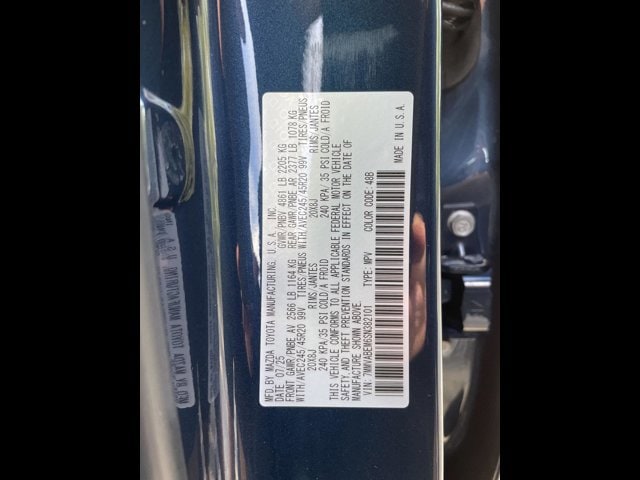 MFD.BY MAZDA TOYOTA MANUFACTURING, U.S.A., INC.
DATE: 07/25 GVWR/PNBV 4861 LB 2205 KG
FRONT GAWR/PNBE AV 2566 LB 1164 KG REAR GAWR/PNBE AR 2377 LB 1078 KG
WITH/AVEC245/45R20 99V TIRES/PNEUS WITH/AVEC245/45R20 99V TIRES/PNEUS
20X8J RIMS/JANTES 20X8J RIMS/JANTES
240 KPA/35 PSI COLD/A FROID 240 KPA/35 PSI COLD/A FROID
THIS VEHICLE CONFORMS TO ALL APPLICABLE FEDERAL MOTOR VEHICLE
SAFETY AND THEFT PREVENTION STANDARDS IN EFFECT ON THE DATE OF
MANUFACTURE SHOWN ABOVE.
VIN: 7MMVABEM6SN382101 TYPE: MPV COLOR CODE: 48B
MADE IN U.S.A.